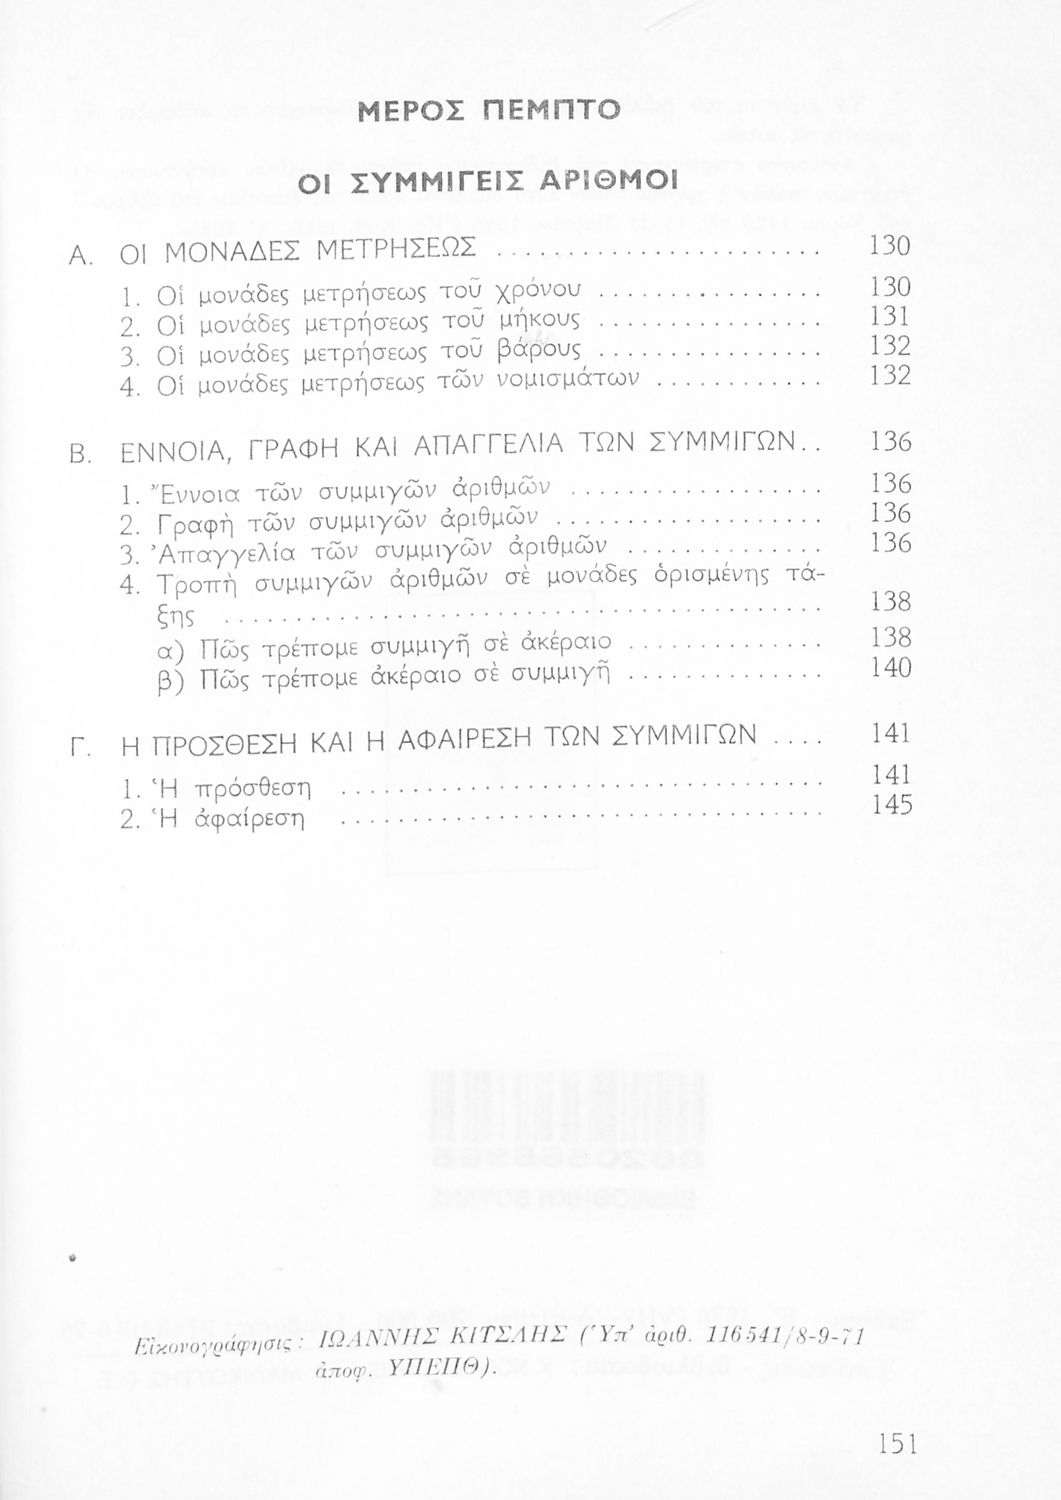 ΜΕΡΟΣ ΠΕΜΠΤΟ
ΟΙ ΣΥΜΜΙΓΕΙΣ ΑΡΙΘΜΟΙ
Α. ΟΙ ΜΟΝΑΔΕΣ ΜΕΤΡΗΣΕΩΣ ........................ 130
1. Οἱ μονάδες μετρήσεως τοῦ χρόνου ................ 130
2. Οἱ μονάδες μετρήσεως τοῦ μήκους ................ 131
3. Οἱ μονάδες μετρήσεως τοῦ βάρους ................ 132
4. Οἱ μονάδες μετρήσεως τῶν νομισμάτων ............ 132
Β. ΕΝΝΟΙΑ, ΓΡΑΦΗ ΚΑΙ ΑΠΑΓΓΕΛΙΑ ΤΩΝ ΣΥΜΜΙΓΩΝ.. 136
1. Ἔννοια τῶν συμμιγῶν ἀριθμῶν .................. 136
2. Γραφὴ τῶν συμμιγῶν ἀριθμῶν ................... 136
3. Ἀπαγγελία τῶν συμμιγῶν ἀριθμῶν .............. 136
4. Τροπὴ συμμιγῶν ἀριθμῶν σὲ μονάδες ὁρισμένης τά-
ξης ........................................... 138
α) Πῶς τρέπομε συμμιγῆ σὲ ἀκέραιο .............. 138
β) Πῶς τρέπομε ἀκέραιο σὲ συμμιγῆ .............. 140
Γ. Η ΠΡΟΣΘΕΣΗ ΚΑΙ Η ΑΦΑΙΡΕΣΗ ΤΩΝ ΣΥΜΜΙΓΩΝ .... 141
1. Ἡ πρόσθεση ................................... 141
2. Ἡ ἀφαίρεση ................................... 145
Εἰκονογράφησις: ΙΩΑΝΝΗΣ ΚΙΤΣΛΗΣ (Ὑπ' ἀριθ. 116541/8-9-71
ἀποφ. ΥΠΕΠΘ).
151